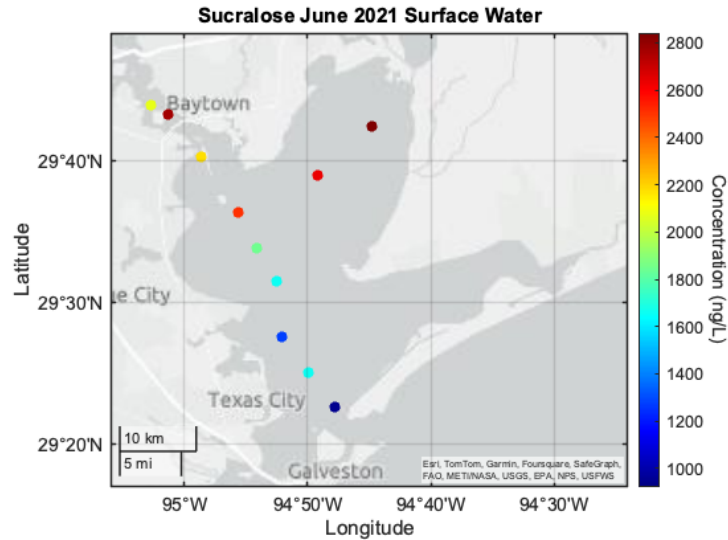 Sucralose June 2021 Surface Water
Baytown
29°40'N
29°30'N
29°20'N
Latitude
e City
Texas City
Galveston
10 km
5 mi
Esri, TomTom, Garmin, Foursquare, SafeGraph,
FAO, METI/NASA, USGS, EPA, NPS, USFWS
95°W
94°50'W
94°40'W
94°30'W
Longitude
2800
2600
2400
2200
2000
1800
1600
1400
1200
1000
Concentration (ng/L)